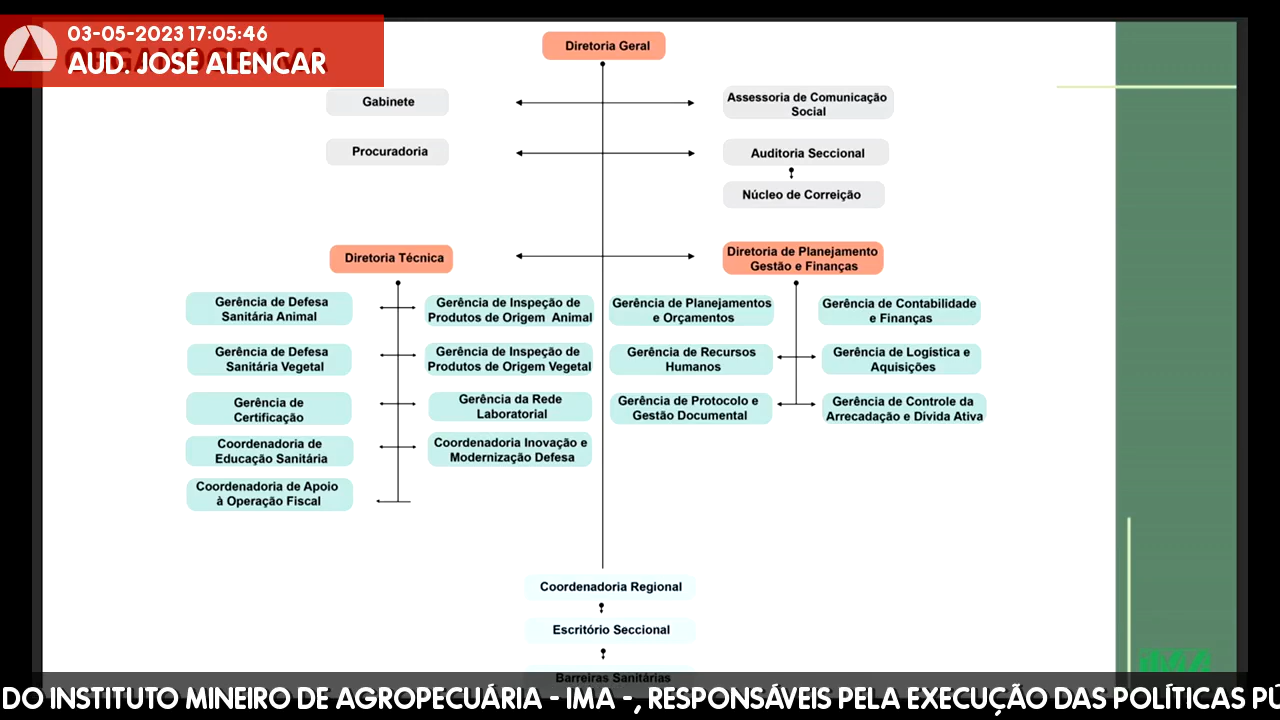 03-05-2023 17:05:46
AUD. JOSÉ ALENCAR
Diretoria Geral
Gabinete
Assessoria de Comunicação
Social
Procuradoria
Auditoria Seccional
Núcleo de Correição
Diretoria Técnica
Diretoria de Planejamento
Gestão e Finanças
Gerência de Defesa
Sanitária Animal
Gerência de Inspeção de
Produtos de Origem Animal
Gerência de Planejamentos
e Orçamentos
Gerência de Contabilidade
e Finanças
Gerência de Defesa
Sanitária Vegetal
Gerência de Inspeção de
Produtos de Origem Vegetal
Gerência de Recursos
Humanos
Gerência de Logistica e
Aquisições
Gerência de
Certificação
Gerência da Rede
Laboratorial
Gerência de Protocolo e
Gestão Documental
Gerência de Controle da
Arrecadação e Dívida Ativa
Coordenadoria de
Educação Sanitária
Coordenadoria Inovação e
Modernização Defesa
Coordenadoria de Apoio
à Operação Fiscal
Coordenadoria Regional
Escritório Seccional
Barreiras Sanitárias
IMA
DO INSTITUTO MINEIRO DE AGROPECUÁRIA - IMA -, RESPONSÁVEIS PELA EXECUÇÃO DAS POLÍTICAS PÚ